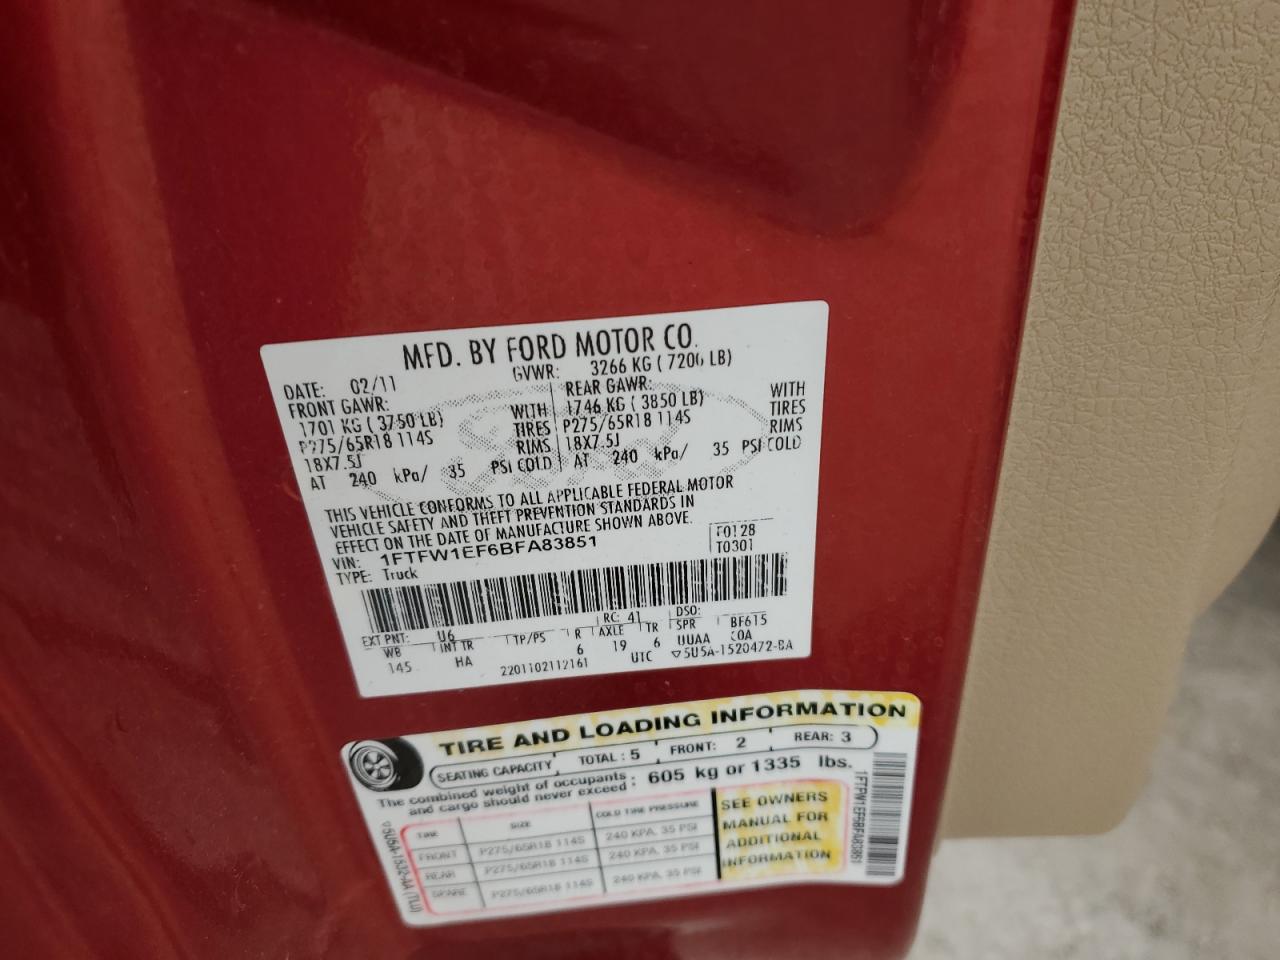 MFD. BY FORD MOTOR CO.
DATE: 02/11 GVWR: 3266 KG ( 7200 LB)
FRONT GAWR: REAR GAWR:
1701 KG ( 3750 LB) WITH 1746 KG ( 3850 LB) WITH
P275/65R18 114S TIRES P275/65R18 114S TIRES
18X7.5J RIMS 18X7.5J RIMS
AT 240 kPa/ 35 PSI COLD AT 240 kPa/ 35 PSI COLD
THIS VEHICLE CONFORMS TO ALL APPLICABLE FEDERAL MOTOR
VEHICLE SAFETY AND THEFT PREVENTION STANDARDS IN
EFFECT ON THE DATE OF MANUFACTURE SHOWN ABOVE.
VIN: 1FTFW1EF6BFA83851 F0128
TYPE: Truck T0301
EXT PNT: U6 RC: 41 DSO:
WB INT TR TP/PS R AXLE TR SPR BF615
145 HA 6 19 6 UUAA
2201102112161 UTC ▽5U5A-1520472-BA
TIRE AND LOADING INFORMATION
SEATING CAPACITY TOTAL : 5 FRONT: 2 REAR: 3
The combined weight of occupants : 605 kg or 1335 lbs.
and cargo should never exceed
TIRE SIZE COLD TIRE PRESSURE
FRONT P275/65R18 114S 240 KPA, 35 PSI
REAR P275/65R18 114S 240 KPA, 35 PSI
SPARE P275/65R18 114S 240 KPA, 35 PSI
SEE OWNERS
MANUAL FOR
ADDITIONAL
INFORMATION
▽5U5A-1532-AA (TLU)
1FTFW1EF6BFA83851